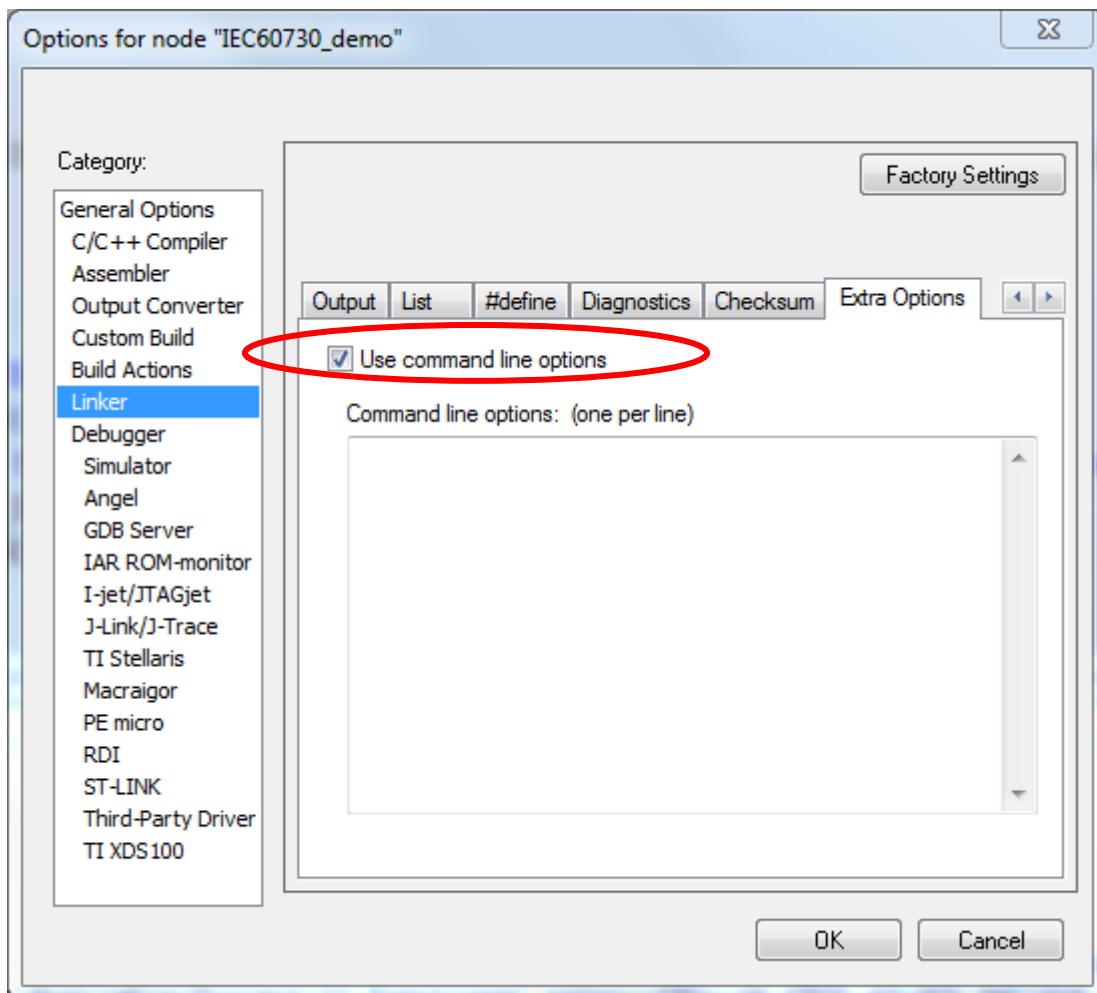 Options for node "IEC60730_demo"
Category:
Factory Settings
General Options
C/C++ Compiler
Assembler
Output Converter
Custom Build
Build Actions
Linker
Debugger
Simulator
Angel
GDB Server
IAR ROM-monitor
I-jet/JTAGjet
J-Link/J-Trace
TI Stellaris
Macraigor
PE micro
RDI
ST-LINK
Third-Party Driver
TI XDS100
Output List #define Diagnostics Checksum Extra Options
Use command line options
Command line options: (one per line)
OK Cancel